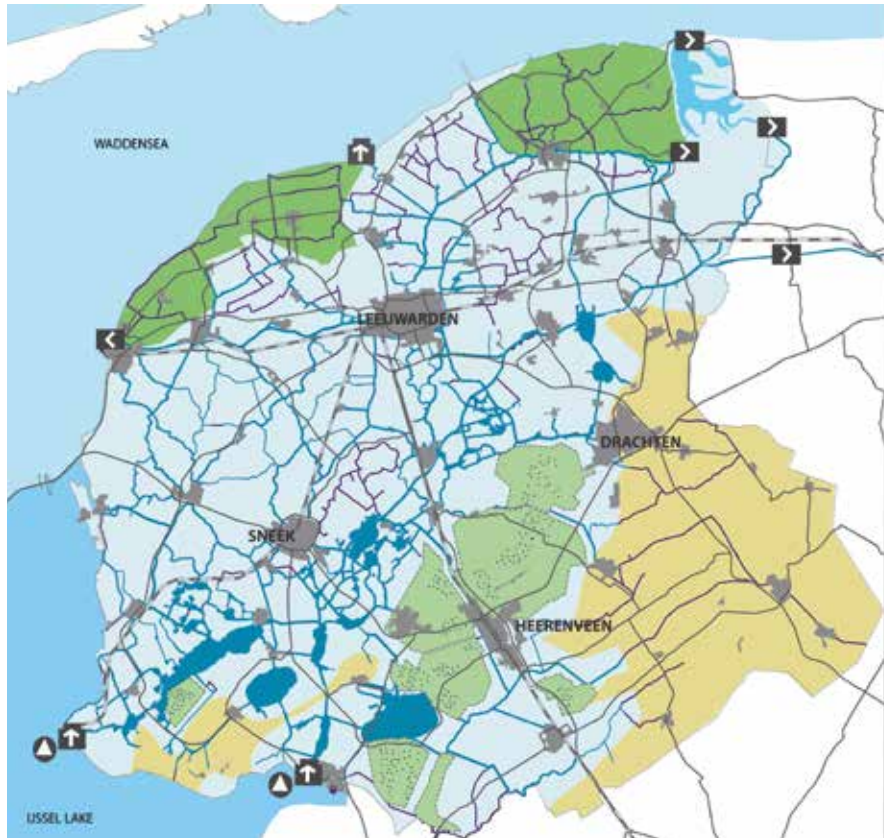 WADDENSEA
LEEUWARDEN
DRACHTEN
SNEEK
HEERENVEEN
IJSSEL LAKE